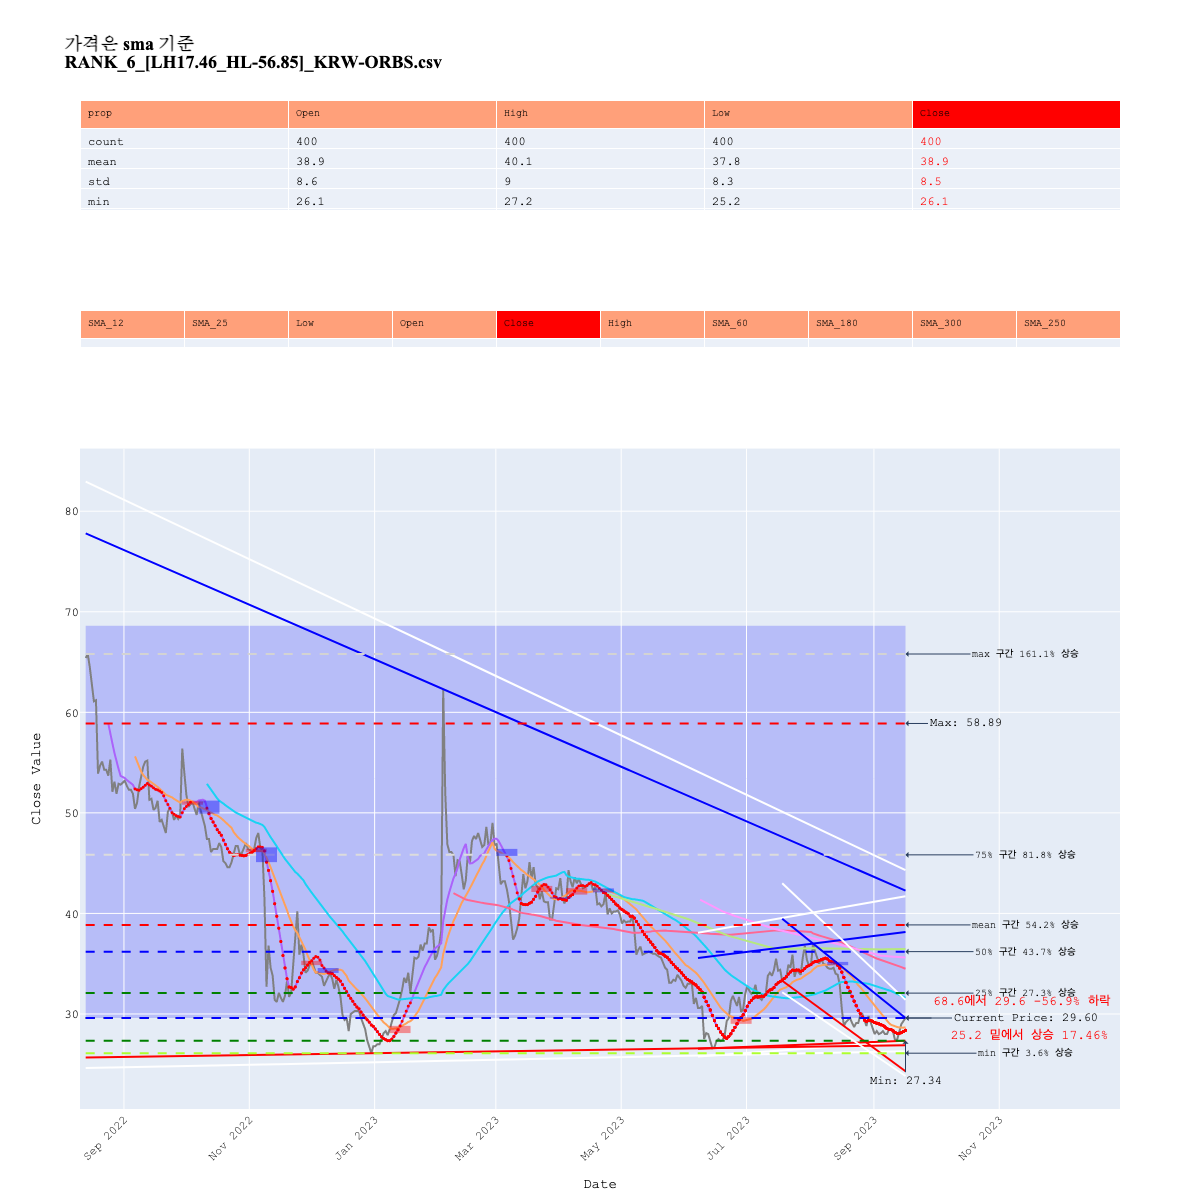 가격은 sma 기준
RANK_6_[LH17.46_HL-56.85]_KRW-ORBS.csv
prop Open High Low Close
count 400 400 400 400
mean 38.9 40.1 37.8 38.9
std 8.6 9 8.3 8.5
min 26.1 27.2 25.2 26.1
SMA_12 SMA_25 Low Open Close High SMA_60 SMA_180 SMA_300 SMA_250
80
70
max 구간 161.1% 상승
60
Max: 58.89
Close Value
50
75% 구간 81.8% 상승
40
mean 구간 54.2% 상승
50% 구간 43.7% 상승
25% 구간 27.3% 상승
68.6에서 29.6 -56.9% 하락
30
Current Price: 29.60
25.2 밑에서 상승 17.46%
min 구간 3.6% 상승
Min: 27.34
Sep 2022 Nov 2022 Jan 2023 Mar 2023 May 2023 Jul 2023 Sep 2023 Nov 2023
Date